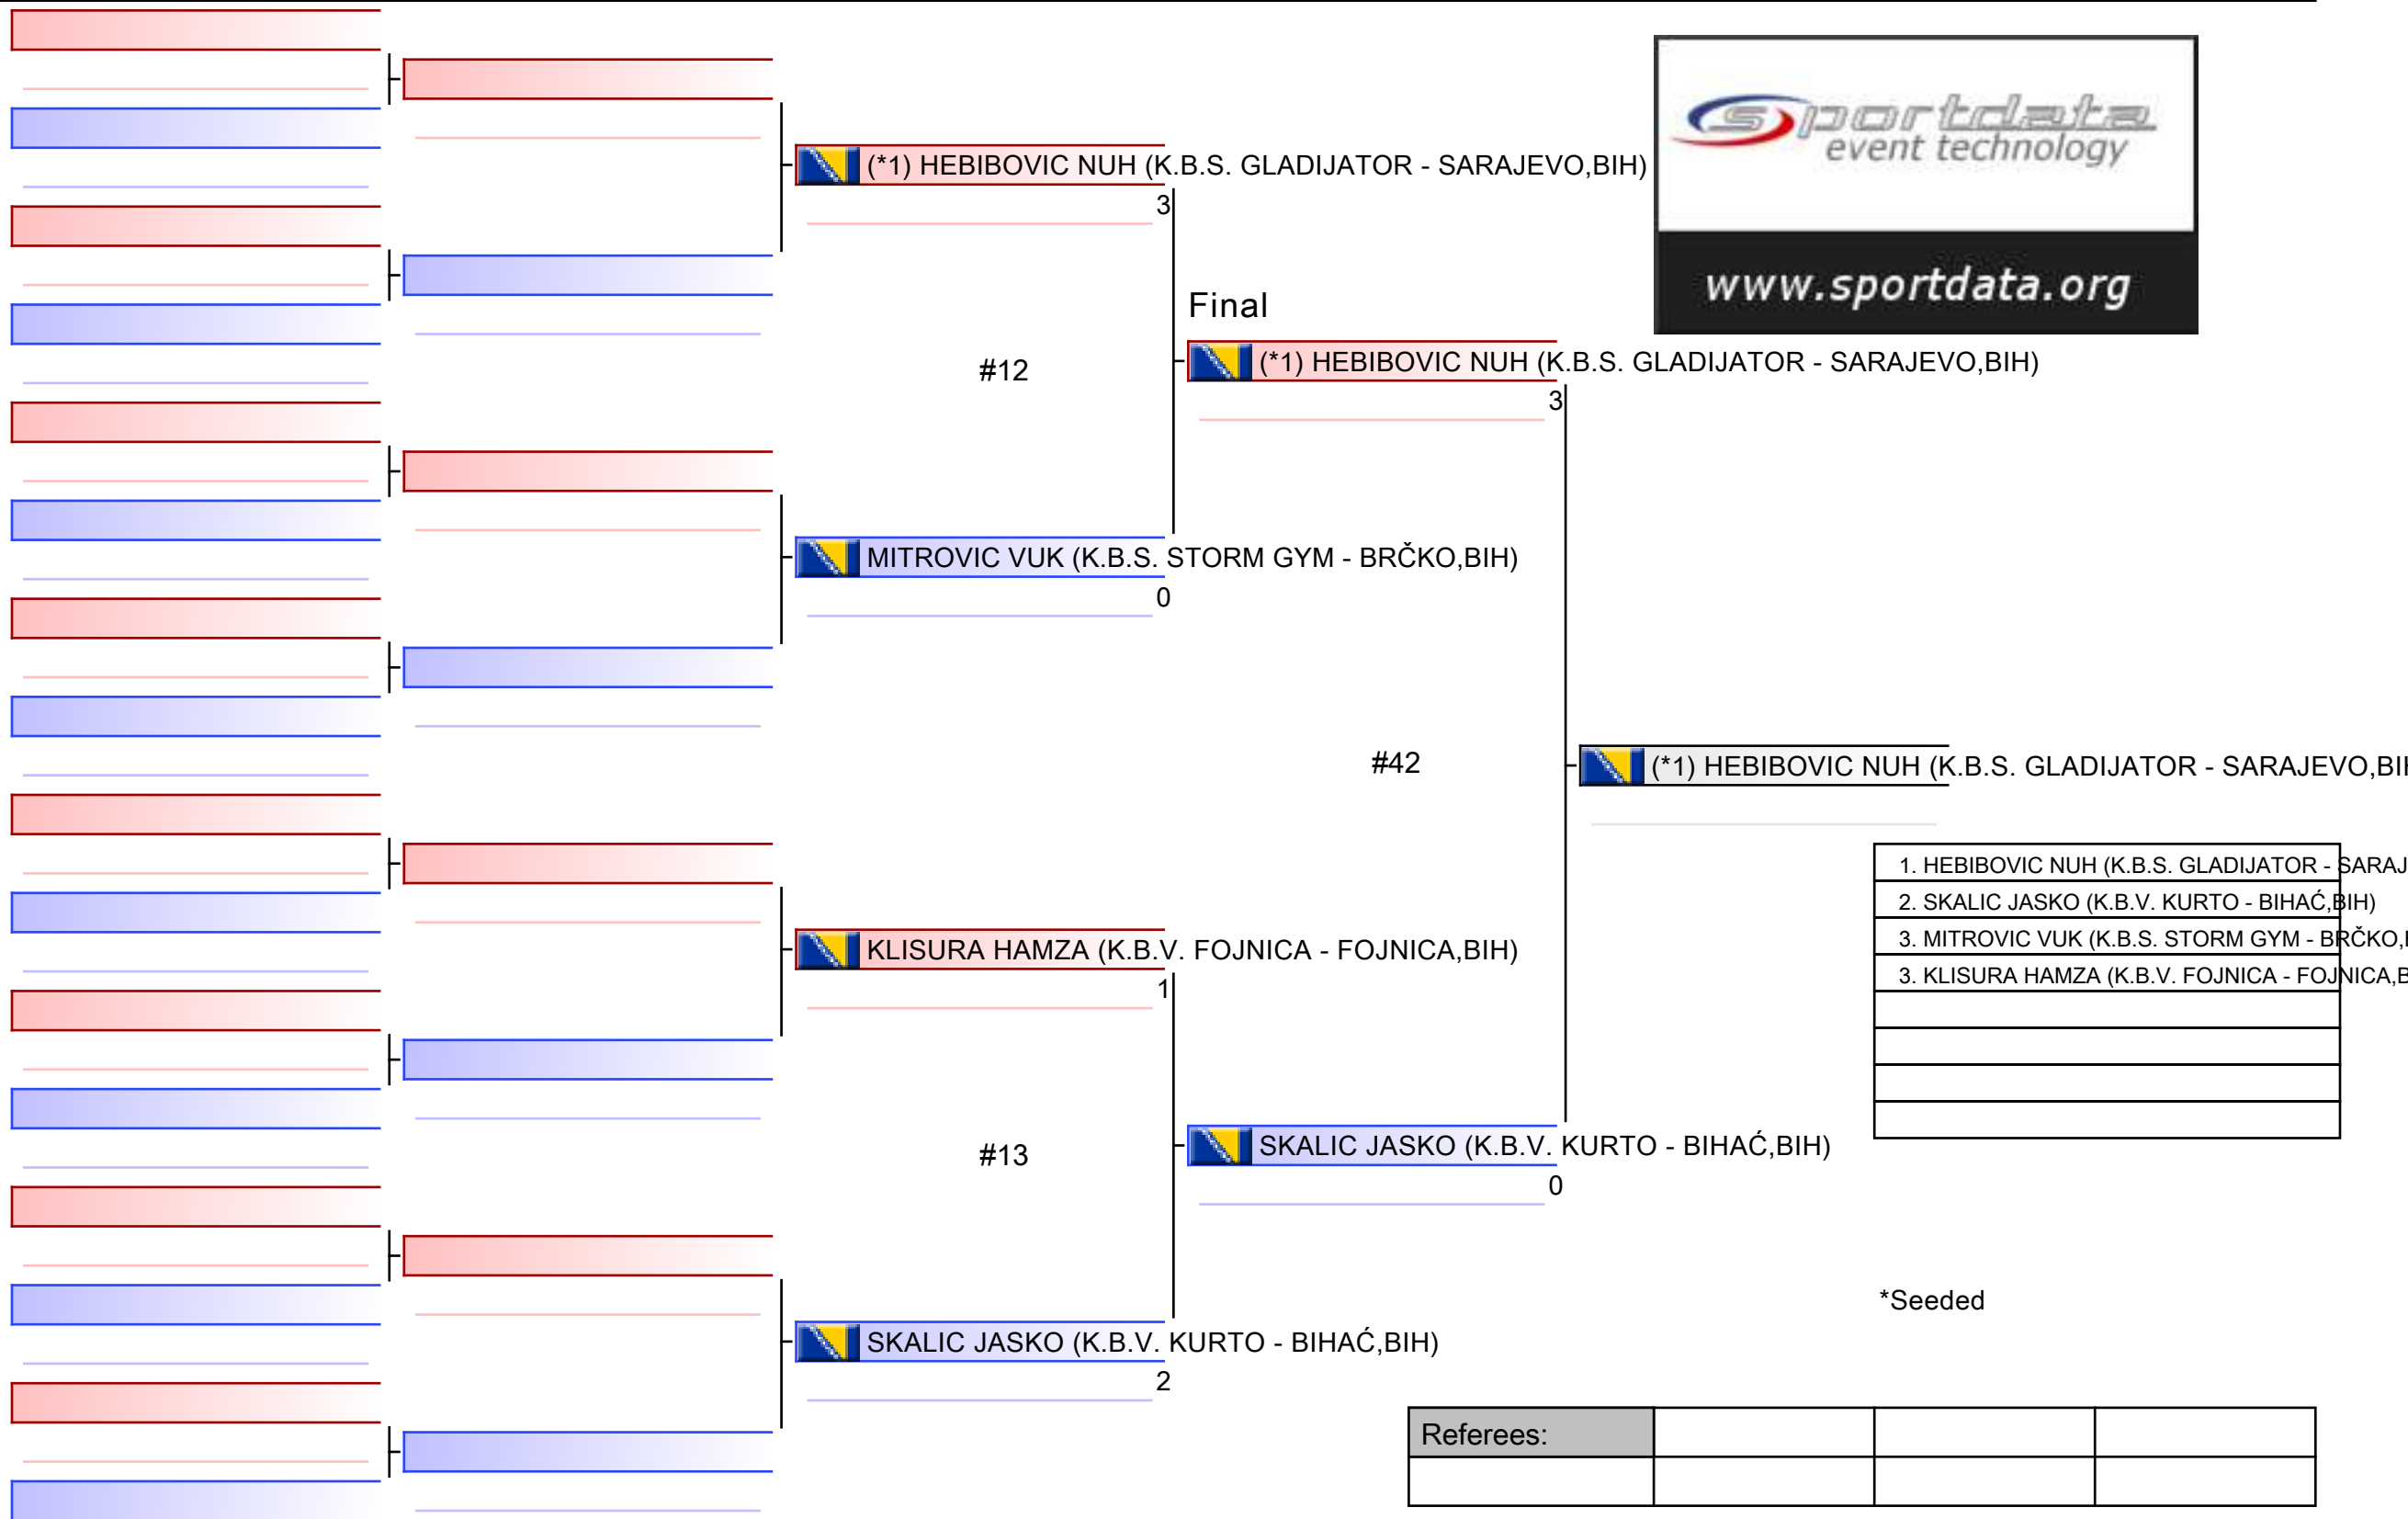 sportdata
event technology
www.sportdata.org
(*1) HEBIBOVIC NUH (K.B.S. GLADIJATOR - SARAJEVO,BIH)
3
Final
#12
(*1) HEBIBOVIC NUH (K.B.S. GLADIJATOR - SARAJEVO,BIH)
3
MITROVIC VUK (K.B.S. STORM GYM - BRČKO,BIH)
0
#42
(*1) HEBIBOVIC NUH (K.B.S. GLADIJATOR - SARAJEVO,BI
1. HEBIBOVIC NUH (K.B.S. GLADIJATOR - SARAJ
2. SKALIC JASKO (K.B.V. KURTO - BIHAĆ,BIH)
3. MITROVIC VUK (K.B.S. STORM GYM - BRČKO,
3. KLISURA HAMZA (K.B.V. FOJNICA - FOJNICA,B
KLISURA HAMZA (K.B.V. FOJNICA - FOJNICA,BIH)
1
#13
SKALIC JASKO (K.B.V. KURTO - BIHAĆ,BIH)
0
SKALIC JASKO (K.B.V. KURTO - BIHAĆ,BIH)
2
*Seeded
Referees: